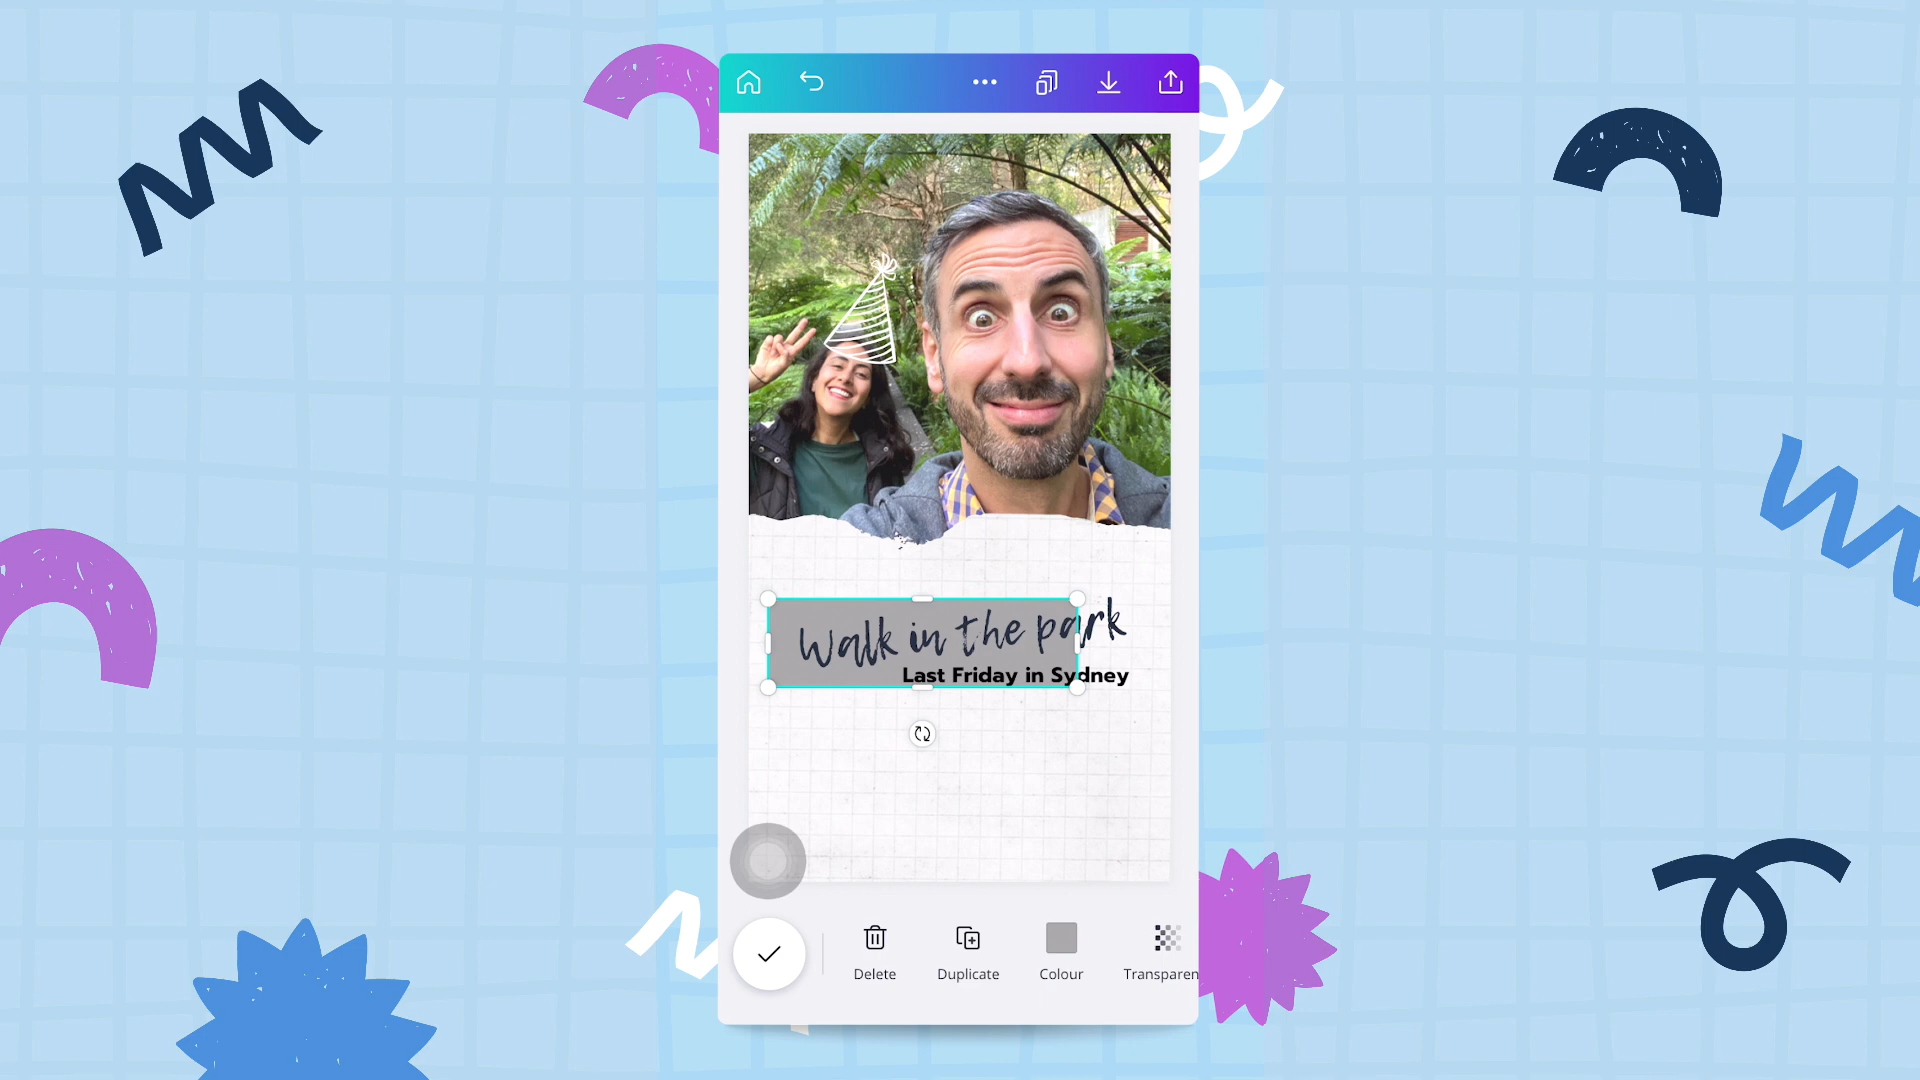 Walk in the park
Last Friday in Sydney
Delete
Duplicate
Colour
Transparen